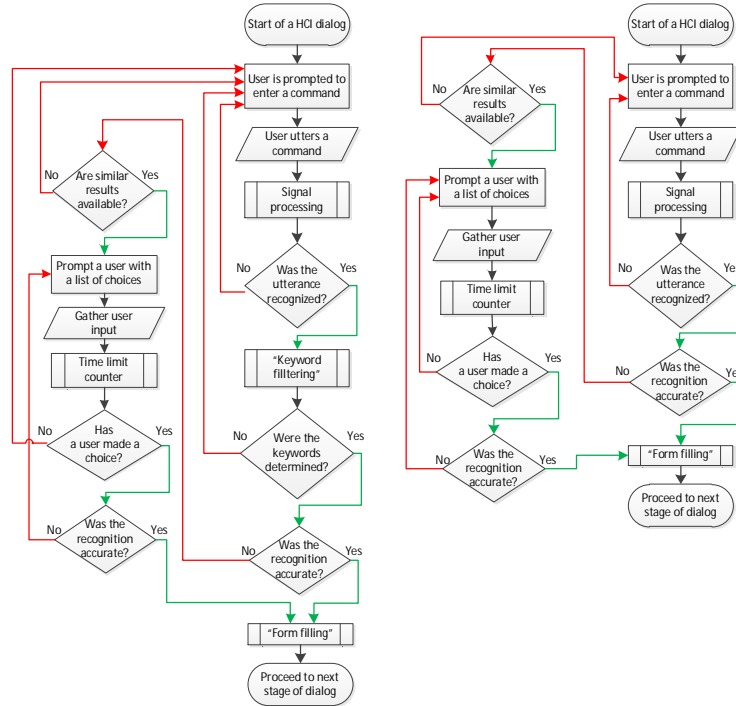 Start of a HCI dialog
User is prompted to
enter a command
User utters a
command
Signal
processing
No
Was the
utterance
recognized?
Yes
“Keyword
filltering”
No
Were the
keywords
determined?
Yes
No
Was the
recognition
accurate?
Yes
“Form filling”
Proceed to next
stage of dialog
No
Are similar
results
available?
Yes
Prompt a user with
a list of choices
Gather user
input
Time limit
counter
No
Has
a user made a
choice?
Yes
No
Was the
recognition
accurate?
Yes
Start of a HCI dialog
User is prompted to
enter a command
User utters a
command
Signal
processing
No
Was the
utterance
recognized?
Yes
No
Was the
recognition
accurate?
Yes
“Form filling”
Proceed to next
stage of dialog
No
Are similar
results
available?
Yes
Prompt a user with
a list of choices
Gather user
input
Time limit
counter
No
Has
a user made a
choice?
Yes
No
Was the
recognition
accurate?
Yes